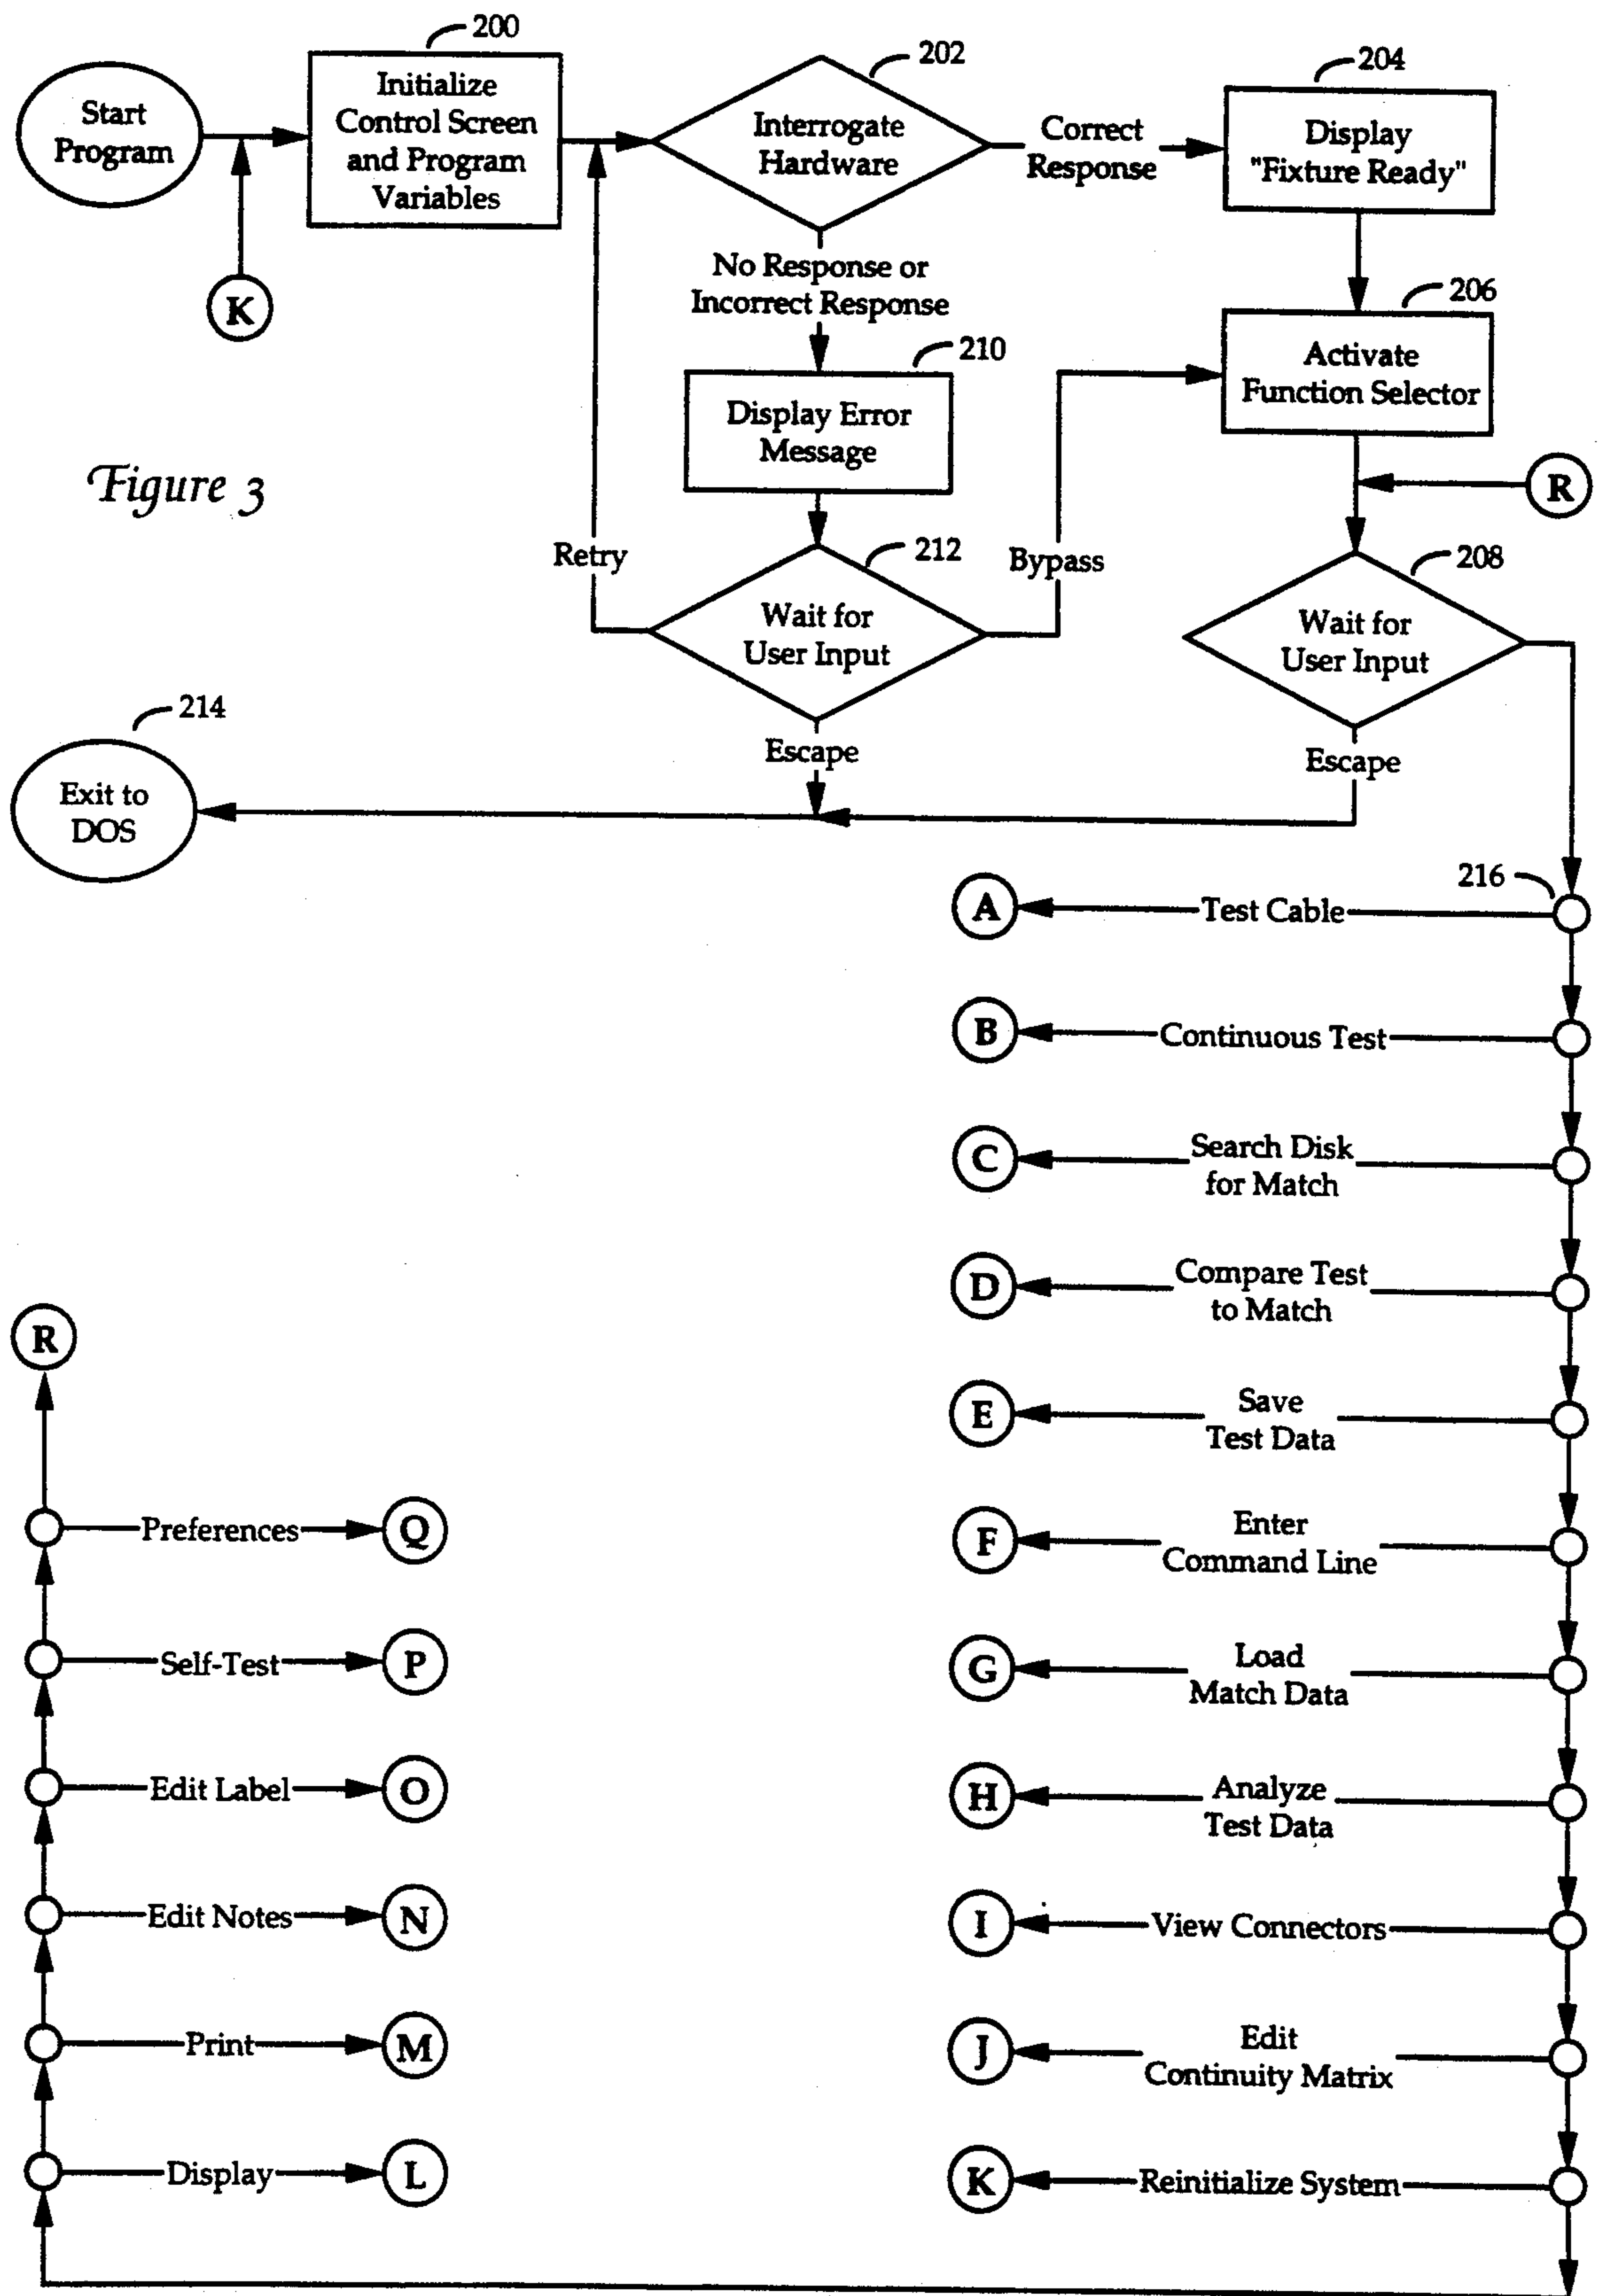 200
Start
Program
Initialize
Control Screen
and Program
Variables
202
Interrogate
Hardware
Correct
Response
204
Display
"Fixture Ready"
K
No Response or
Incorrect Response
206
Activate
Function Selector
210
Display Error
Message
R
Figure 3
Retry
212
Wait for
User Input
Bypass
208
Wait for
User Input
Escape
Escape
214
Exit to
DOS
216
A
Test Cable
B
Continuous Test
C
Search Disk
for Match
D
Compare Test
to Match
E
Save
Test Data
F
Enter
Command Line
G
Load
Match Data
H
Analyze
Test Data
I
View Connectors
J
Edit
Continuity Matrix
K
Reinitialize System
R
Preferences
Q
Self-Test
P
Edit Label
O
Edit Notes
N
Print
M
Display
L